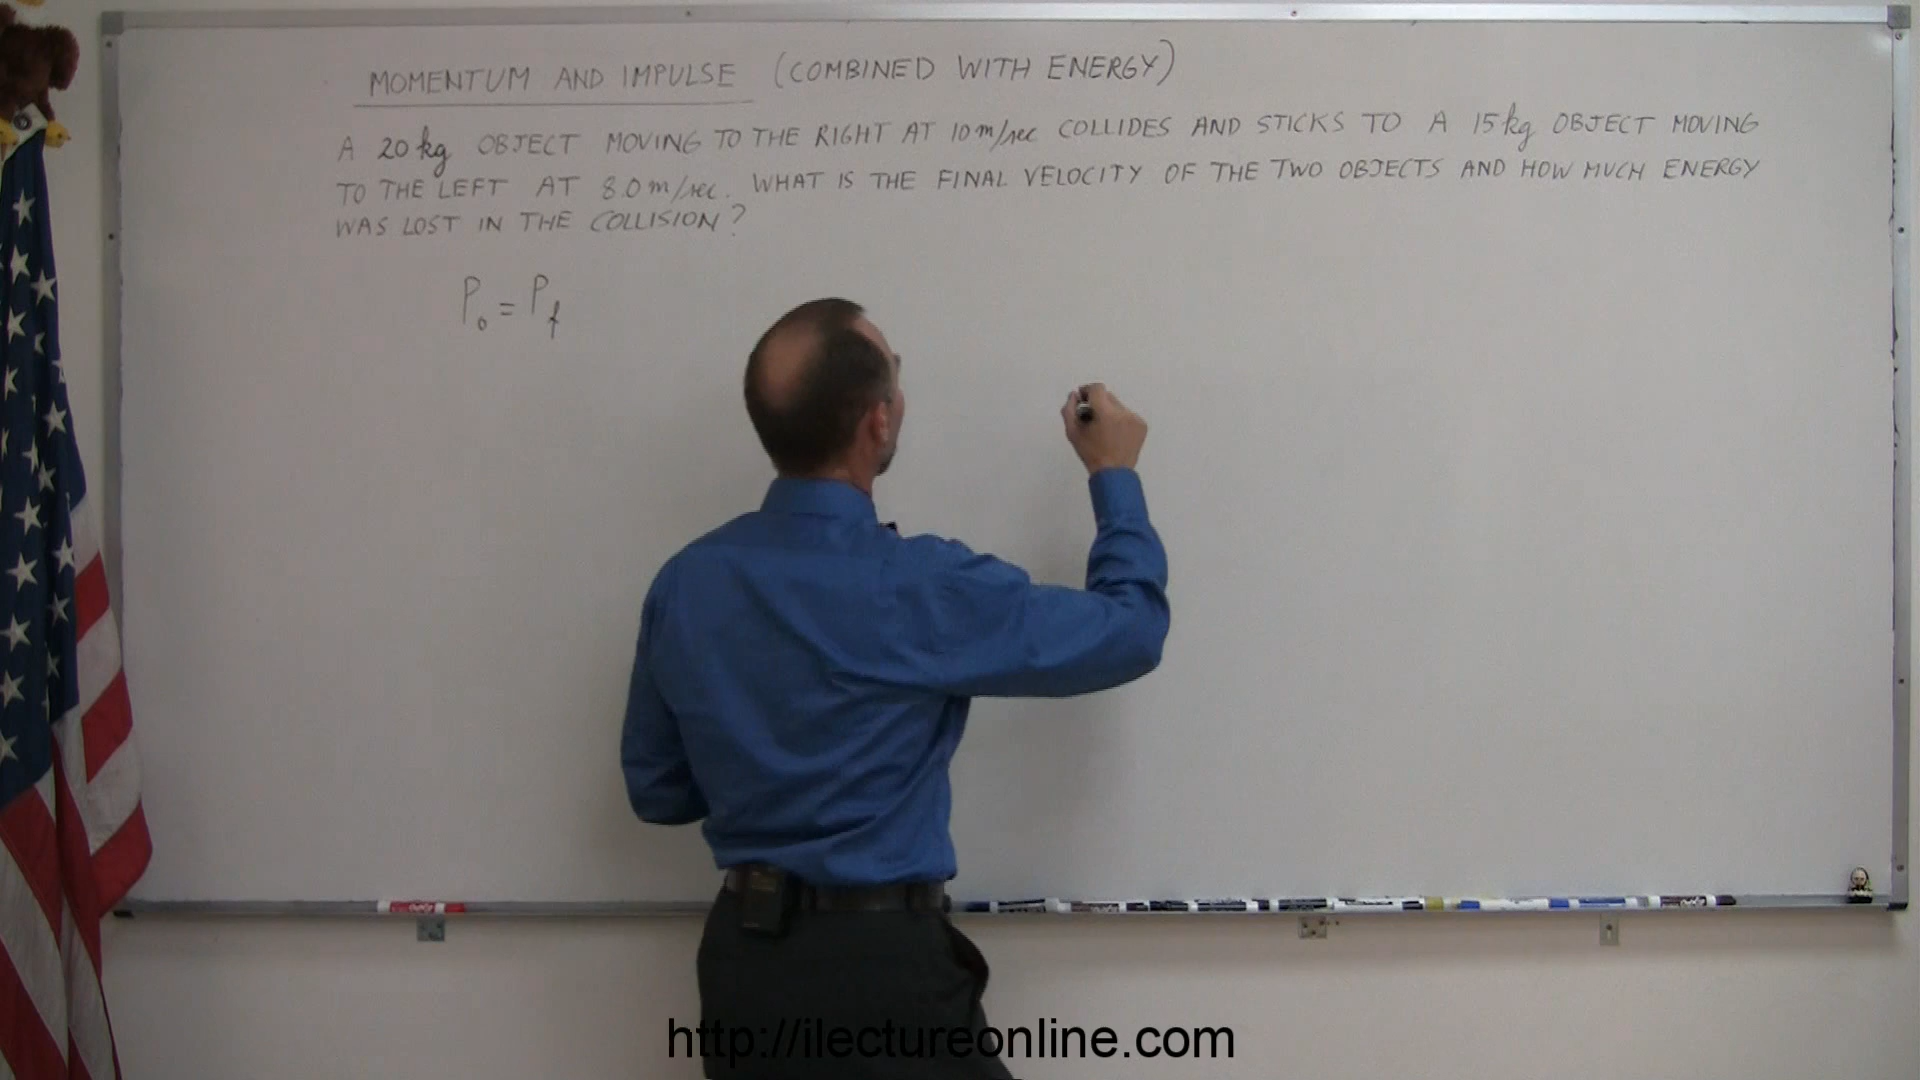 MOMENTUM AND IMPULSE (COMBINED WITH ENERGY)
A 20 kg OBJECT MOVING TO THE RIGHT AT 10 m/sec COLLIDES AND STICKS TO A 15 kg OBJECT MOVING
TO THE LEFT AT 8.0 m/sec. WHAT IS THE FINAL VELOCITY OF THE TWO OBJECTS AND HOW MUCH ENERGY
WAS LOST IN THE COLLISION?
P₀ = P_f
http://ilectureonline.com